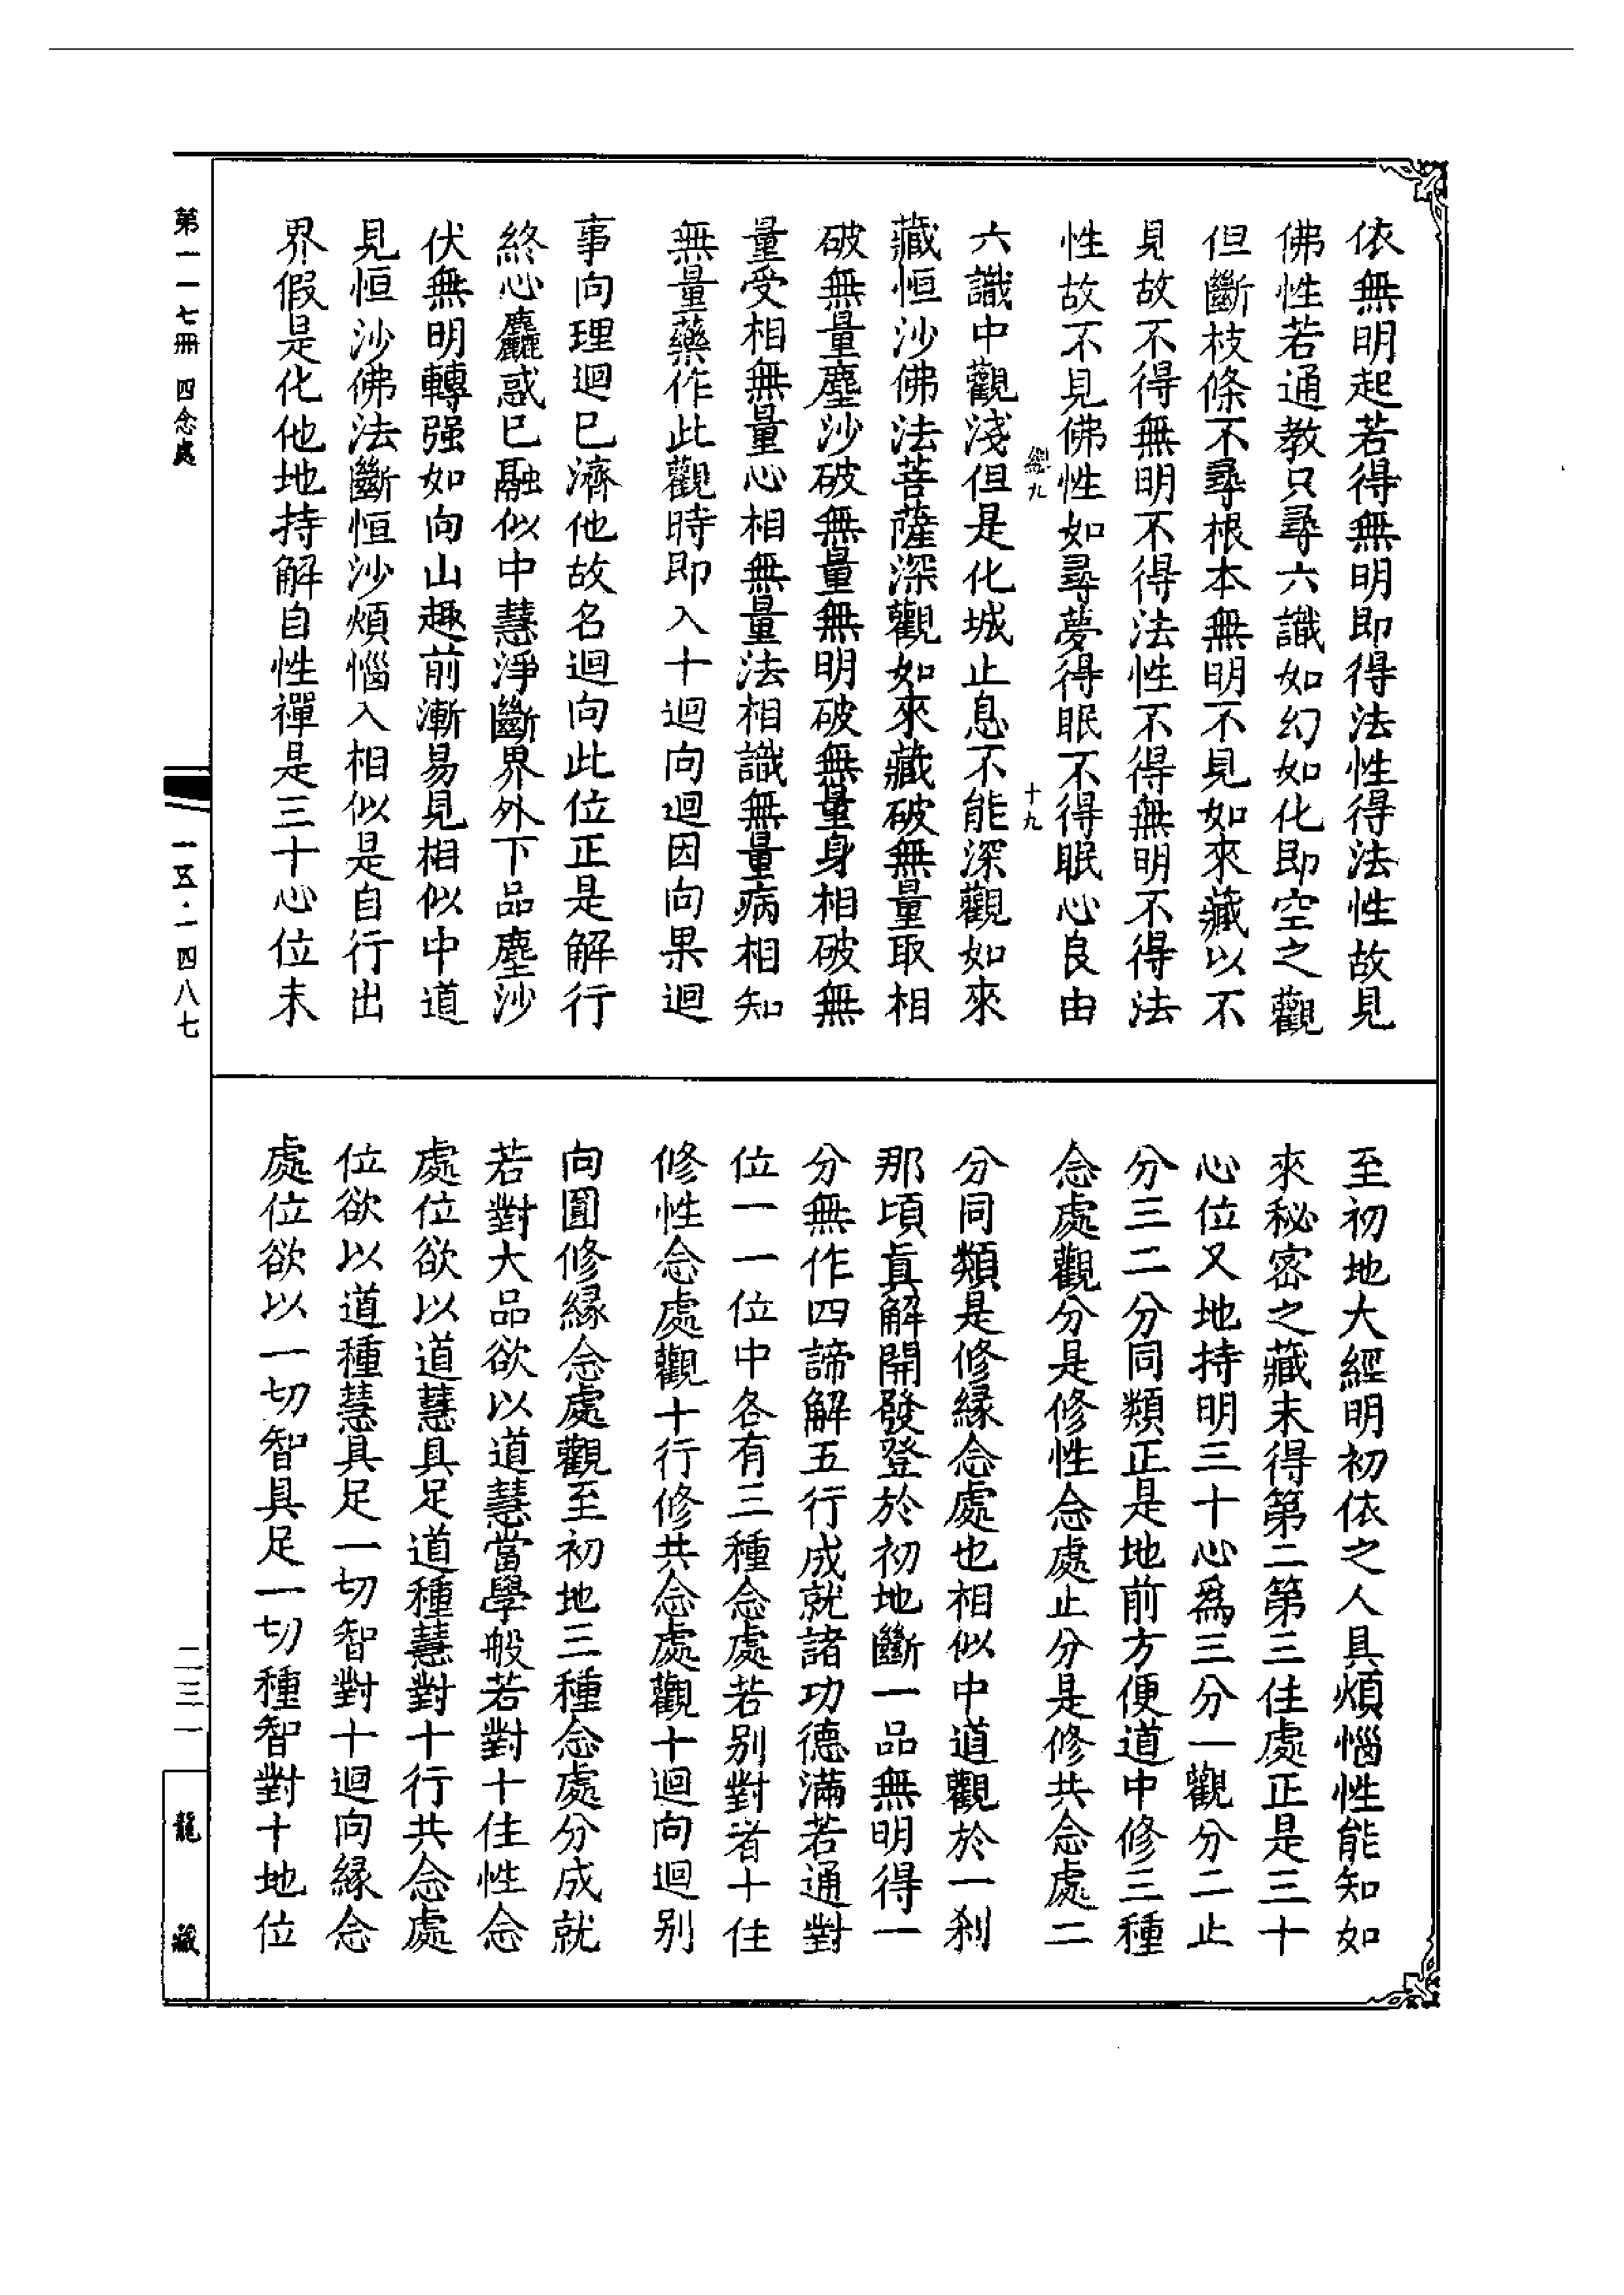 依無明起若得無明即得法性得法性故見
佛性若通教只尋六識如幻如化即空之觀
但斷枝條不尋根本無明不見如來藏以不
見故不得無明不得法性不得無明不得法
性故不見佛性如尋夢得眠不得眠心良由
九
十九
六識中觀淺但是化城止息不能深觀如來
藏恒沙佛法菩薩深觀如來藏破無量取相
破無量塵沙破無量無明破無量身相破無
量受相無量心相無量法相識無量病相知
無量藥作此觀時即入十迴向迴因向果迴
事向理迴已濟他故名迴向此位正是解行
終心麤惑已融似中慧淨斷界外下品塵沙
伏無明轉强如向山趣前漸易見相似中道
見恒沙佛法斷恒沙煩惱入相似是自行出
界假是化他地持解自性禪是三十心位未
至初地大經明初依之人具煩惱性能知如
來秘密之藏未得第二第三住處正是三十
心位又地持明三十心爲三分一觀分二止
分三二分同類正是地前方便道中修三種
念處觀分是修性念處止分是修共念處二
分同類是修緣念處也相似中道觀於一剎
那頃眞解開發登於初地斷一品無明得一
分無作四諦解五行成就諸功德滿若通對
位一一位中各有三種念處若别對者十住
修性念處觀十行修共念處觀十迴向迴别
向圓修緣念處觀至初地三種念處分成就
若對大品欲以道慧當學般若對十住性念
處位欲以道慧具足道種慧對十行共念處
位欲以道種慧具足一切智對十迴向緣念
處位欲以一切智具足一切種智對十地位
第一一七冊 四念處
一五·一四八七
二三一
龍藏